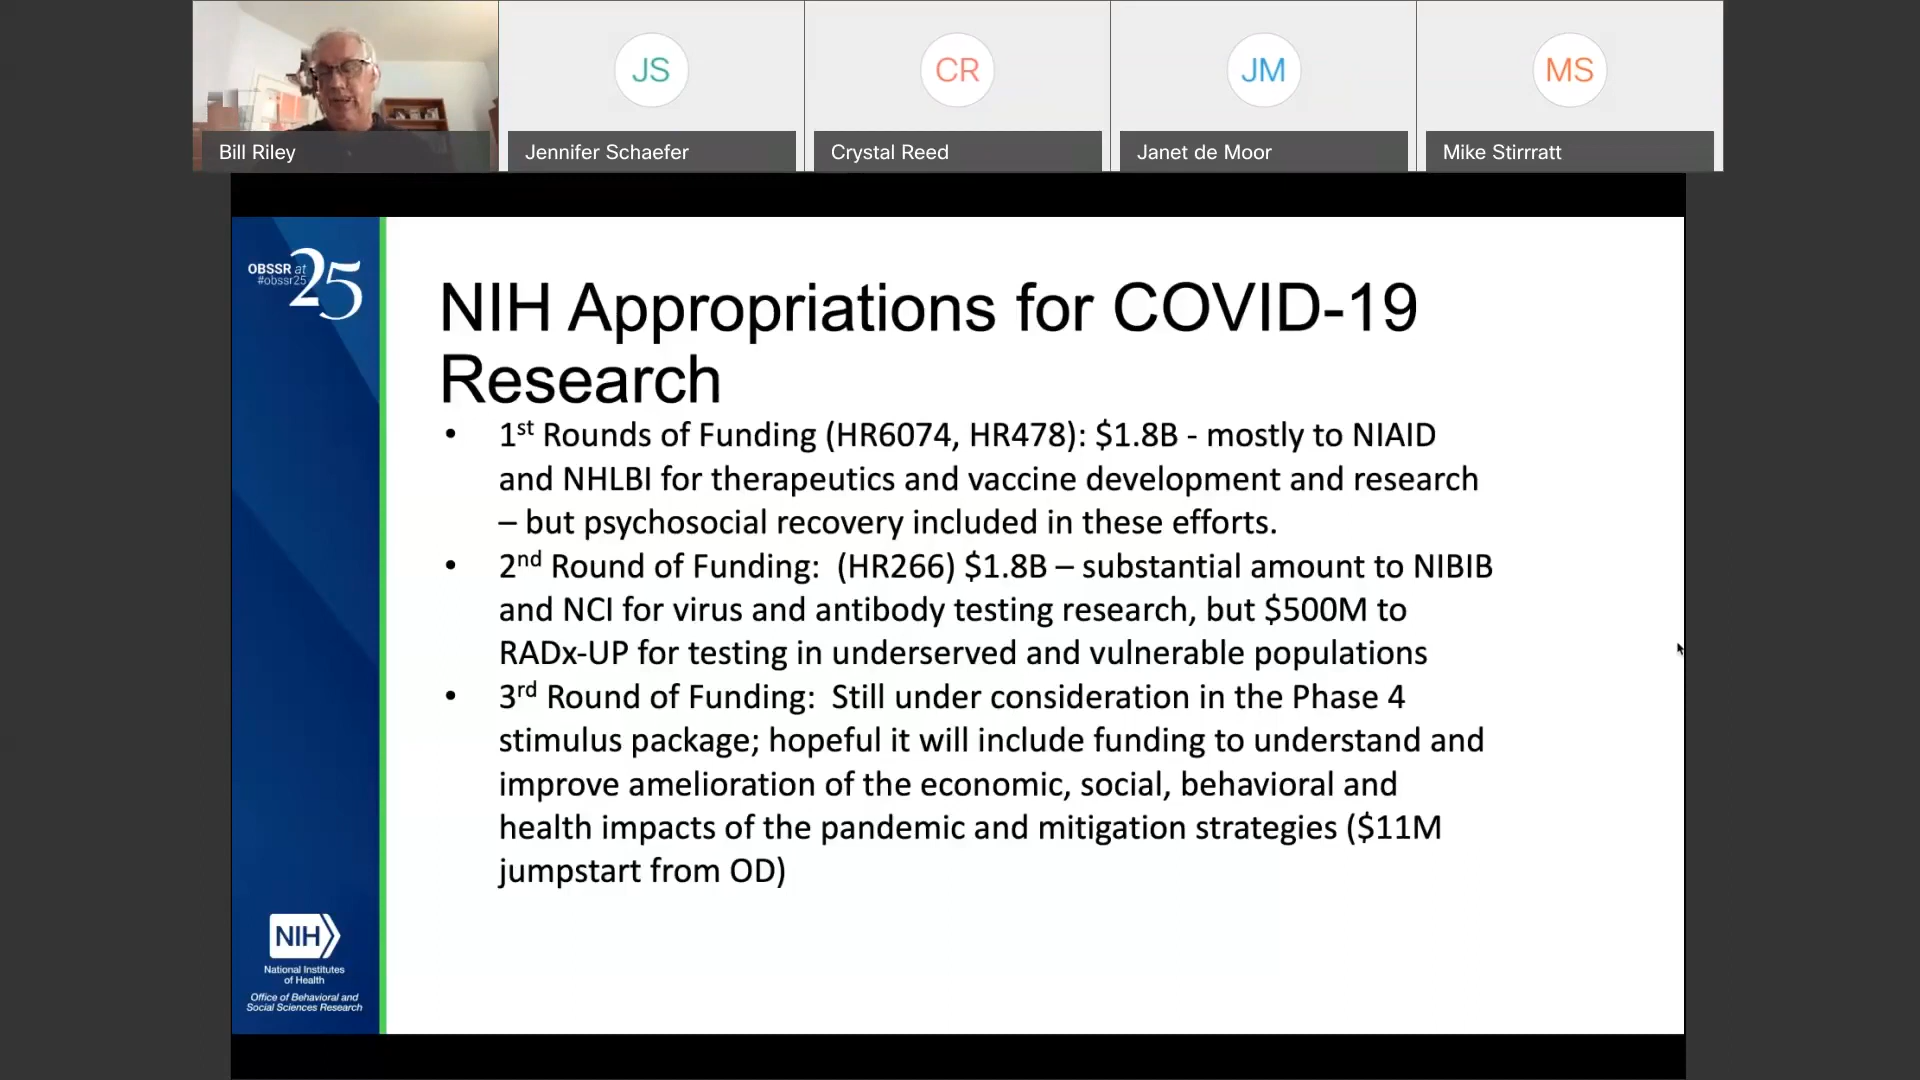 JS
CR
JM
MS
Bill Riley
Jennifer Schaefer
Crystal Reed
Janet de Moor
Mike Stirrratt
OBSSR at
#obssr25
25
NIH Appropriations for COVID-19
Research
• 1st Rounds of Funding (HR6074, HR478): $1.8B - mostly to NIAID
and NHLBI for therapeutics and vaccine development and research
– but psychosocial recovery included in these efforts.
• 2nd Round of Funding: (HR266) $1.8B – substantial amount to NIBIB
and NCI for virus and antibody testing research, but $500M to
RADx-UP for testing in underserved and vulnerable populations
• 3rd Round of Funding: Still under consideration in the Phase 4
stimulus package; hopeful it will include funding to understand and
improve amelioration of the economic, social, behavioral and
health impacts of the pandemic and mitigation strategies ($11M
jumpstart from OD)
NIH
National Institutes
of Health
Office of Behavioral and
Social Sciences Research